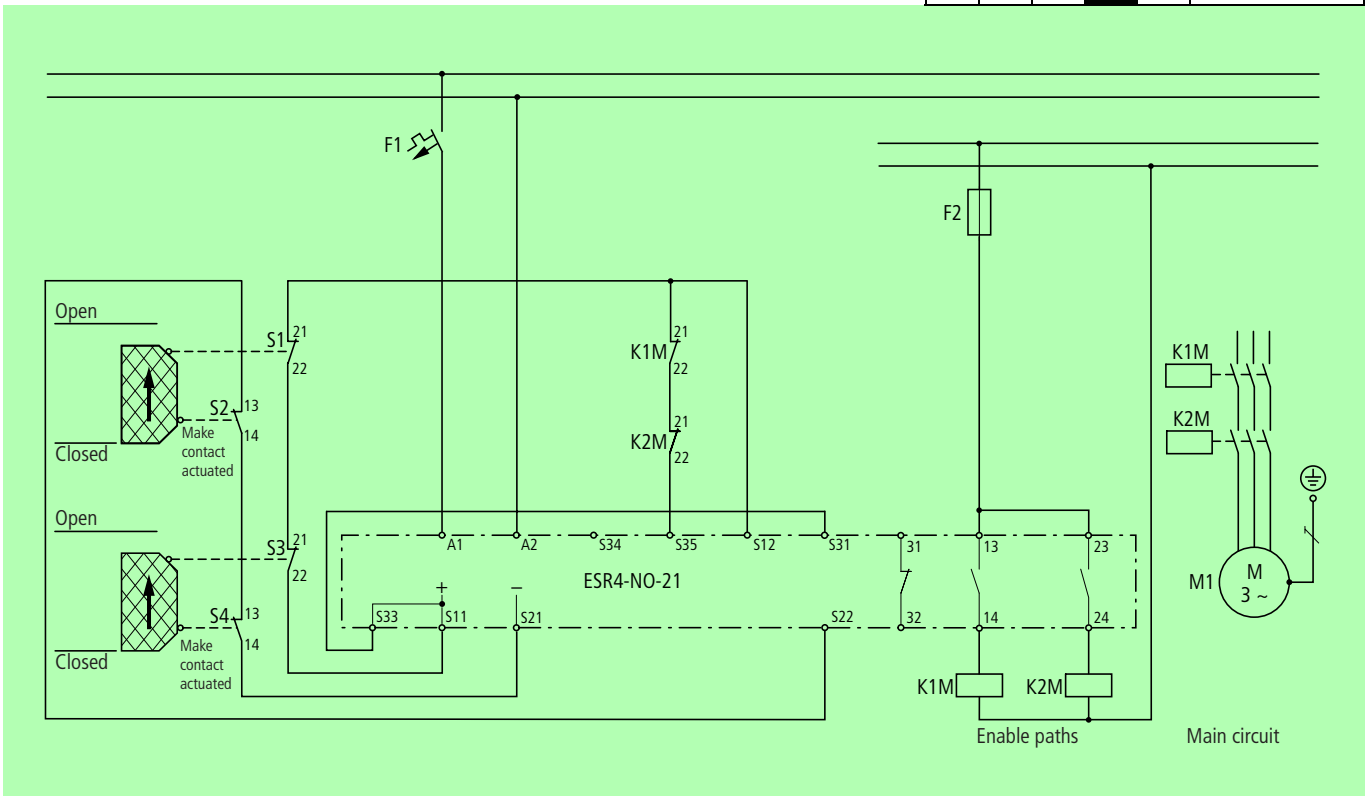 F1
F2
Open
S1
21
22
K1M
21
22
K1M
S2
13
14
Make
contact
actuated
Closed
K2M
21
22
K2M
Open
S3
21
22
A1
A2
S34
S35
S12
S31
31
13
23
ESR4-NO-21
+
–
M1
M
3 ~
S4
13
14
S33
S11
S21
S22
32
14
24
Make
contact
actuated
Closed
K1M
K2M
Enable paths
Main circuit